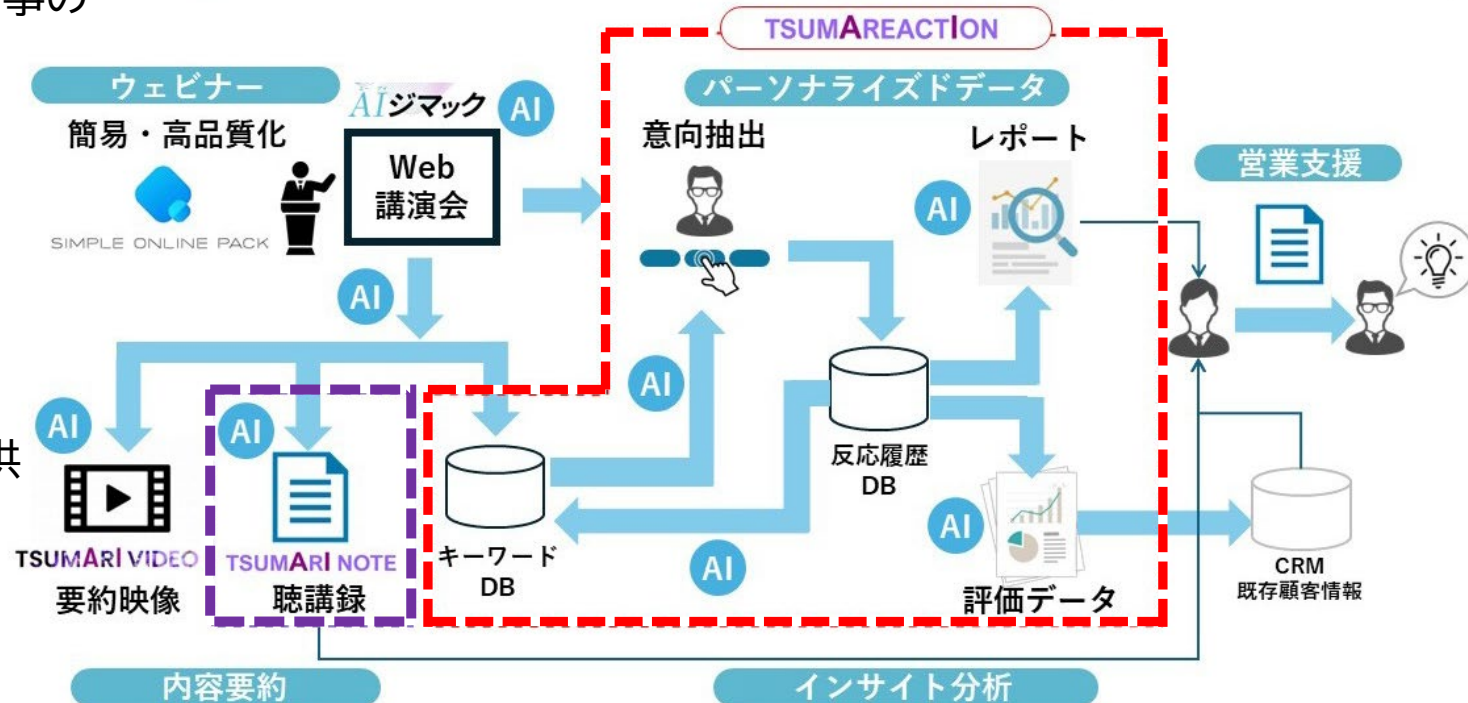 事の
TSUMAREACTION
ウェビナー
簡易・高品質化
SIMPLE ONLINE PACK
AIジマック
AI
Web
講演会
パーソナライズドデータ
意向抽出
レポート
AI
営業支援
AI
AI
AI
AI
供
TSUMARI VIDEO
要約映像
TSUMARI NOTE
聴講録
キーワード
DB
AI
反応履歴
DB
AI
評価データ
CRM
既存顧客情報
内容要約
インサイト分析